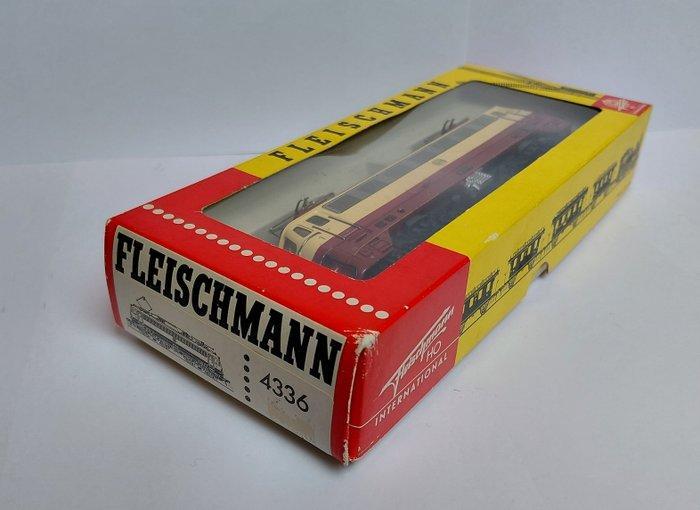 FLEISCHMANN
FLEISCHMANN
4336
Fleischmann
HO
INTERNATIONAL